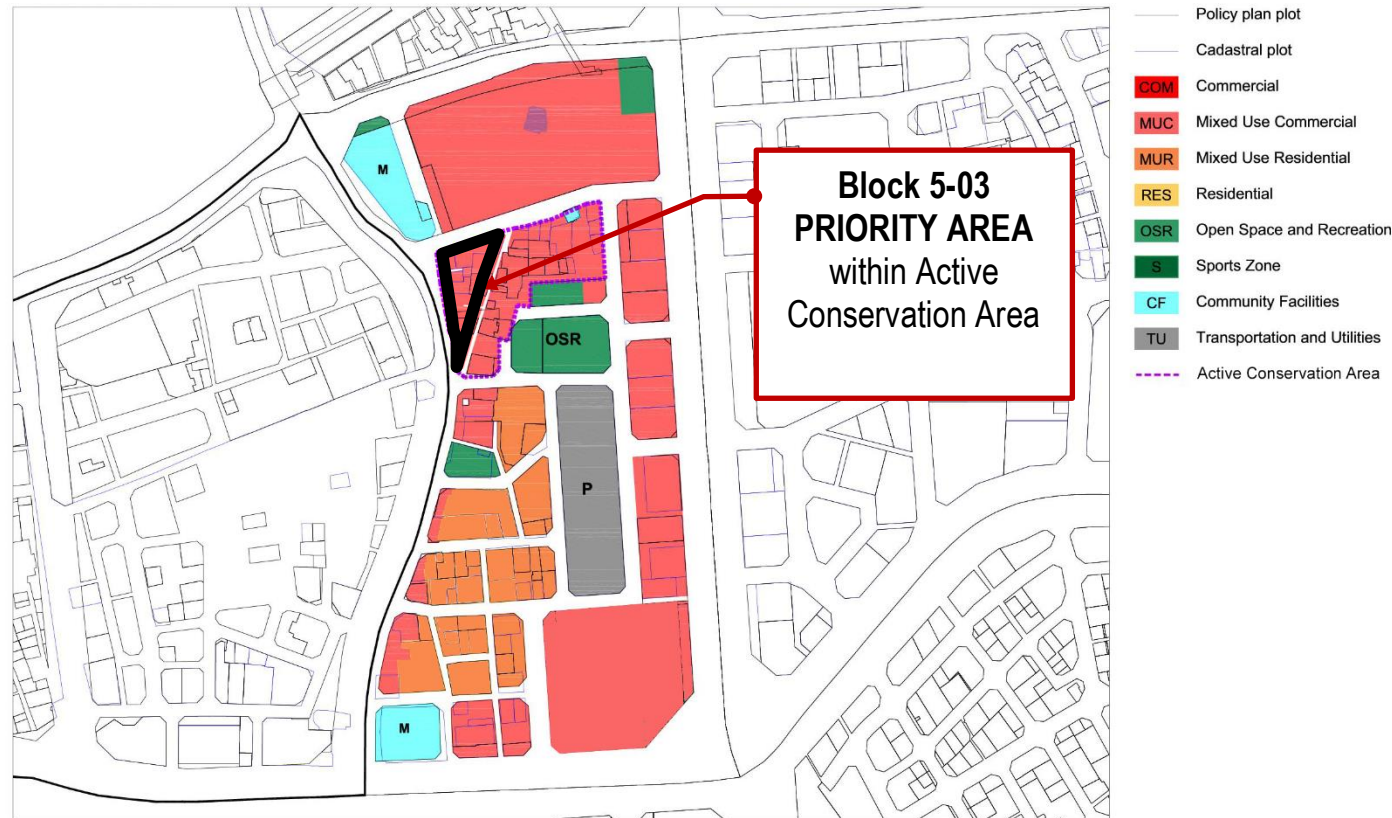 Policy plan plot
Cadastral plot
COM Commercial
MUC Mixed Use Commercial
MUR Mixed Use Residential
RES Residential
OSR Open Space and Recreation
S Sports Zone
CF Community Facilities
TU Transportation and Utilities
Active Conservation Area
M
Block 5-03
PRIORITY AREA
within Active
Conservation Area
OSR
P
M